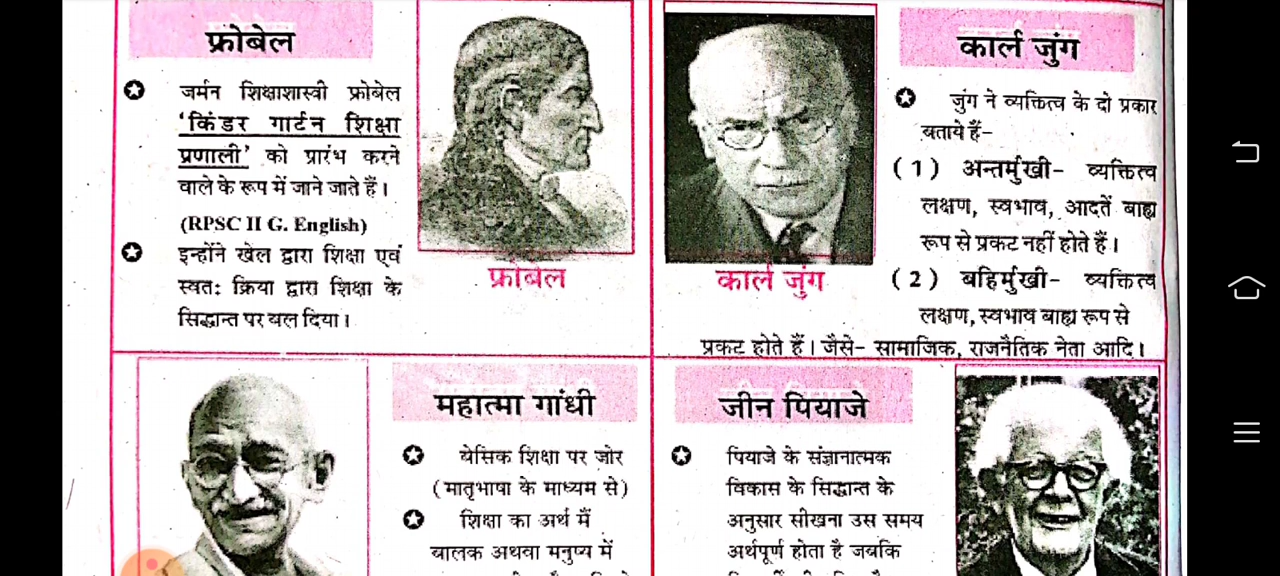 फ्रोबेल
जर्मन शिक्षाशास्त्री फ्रोबेल
'किंडर गार्टन शिक्षा
प्रणाली' को प्रारंभ करने
वाले के रूप में जाने जाते हैं।
(RPSC II G. English)
इन्होंने खेल द्वारा शिक्षा एवं
स्वतः क्रिया द्वारा शिक्षा के
सिद्धान्त पर बल दिया।
फ्रोबेल
कार्ल जुंग
जुंग ने व्यक्तित्व के दो प्रकार
बताये हैं-
(1) अन्तर्मुखी- व्यक्तित्व
लक्षण, स्वभाव, आदतें बाह्य
रूप से प्रकट नहीं होते हैं।
(2) बहिर्मुखी- व्यक्तित्व
लक्षण, स्वभाव बाह्य रूप से
प्रकट होते हैं। जैसे- सामाजिक, राजनैतिक नेता आदि।
कार्ल जुंग
महात्मा गांधी
बेसिक शिक्षा पर जोर
(मातृभाषा के माध्यम से)
शिक्षा का अर्थ मैं
बालक अथवा मनुष्य में
जीन पियाजे
पियाजे के संज्ञानात्मक
विकास के सिद्धान्त के
अनुसार सीखना उस समय
अर्थपूर्ण होता है जबकि